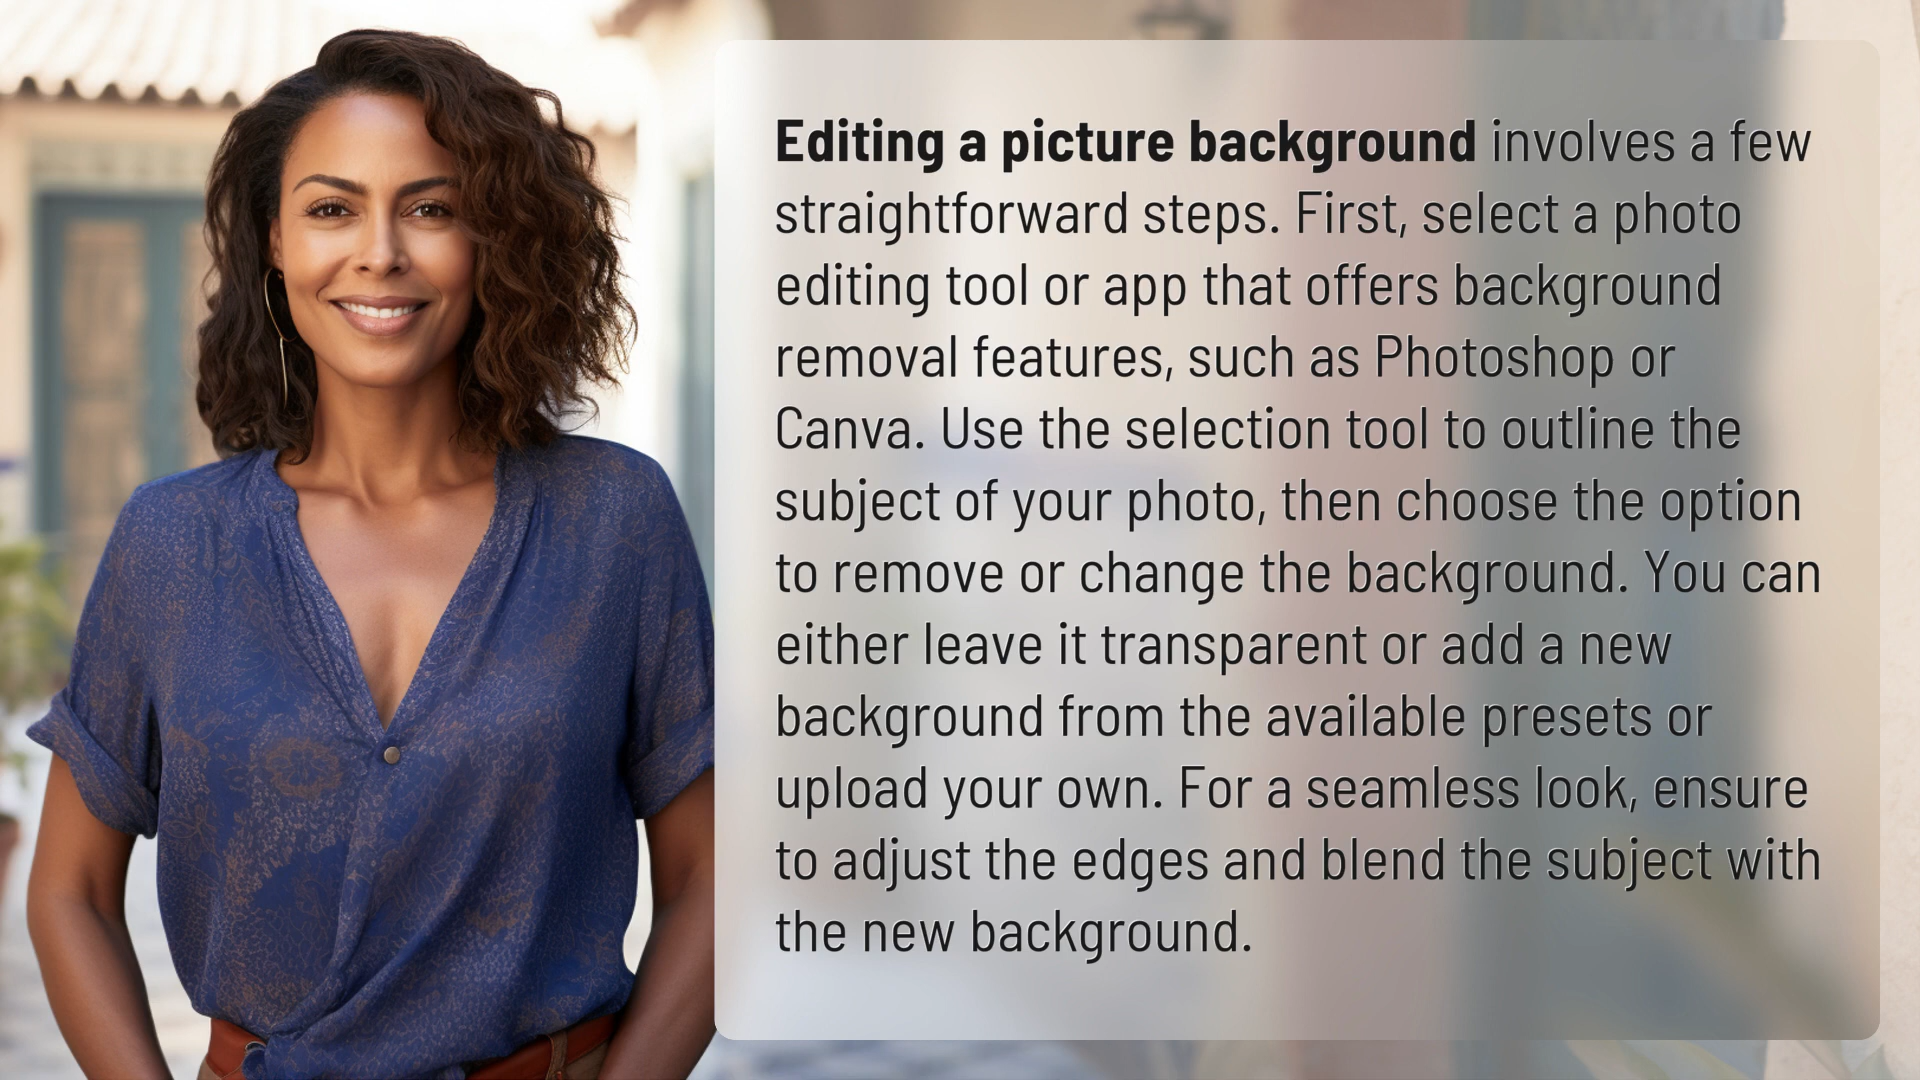 Editing a picture background involves a few
straightforward steps. First, select a photo
editing tool or app that offers background
removal features, such as Photoshop or
Canva. Use the selection tool to outline the
subject of your photo, then choose the option
to remove or change the background. You can
either leave it transparent or add a new
background from the available presets or
upload your own. For a seamless look, ensure
to adjust the edges and blend the subject with
the new background.